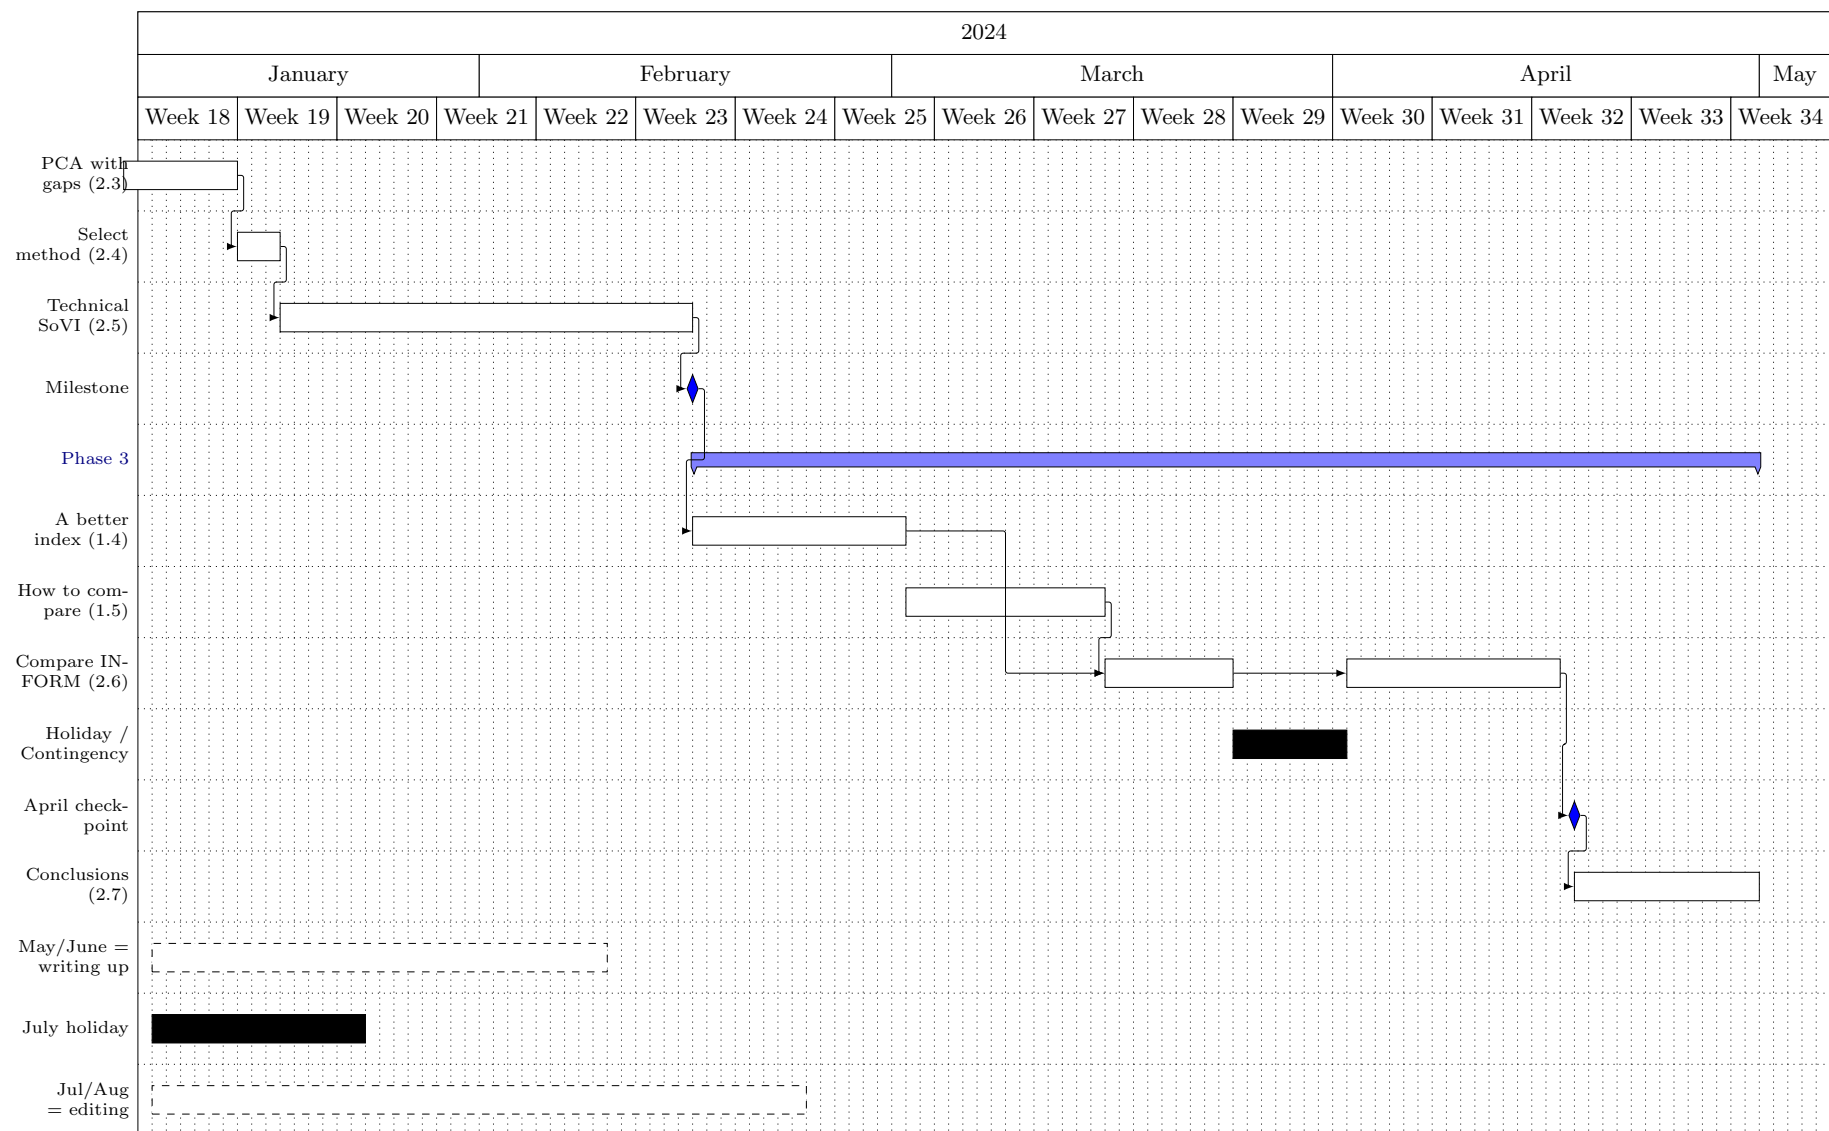 2024
January February March April May
Week 18 Week 19 Week 20 Week 21 Week 22 Week 23 Week 24 Week 25 Week 26 Week 27 Week 28 Week 29 Week 30 Week 31 Week 32 Week 33 Week 34
PCA with
gaps (2.3)
Select
method (2.4)
Technical
SoVI (2.5)
Milestone
Phase 3
A better
index (1.4)
How to com-
pare (1.5)
Compare IN-
FORM (2.6)
Holiday /
Contingency
April check-
point
Conclusions
(2.7)
May/June =
writing up
July holiday
Jul/Aug
= editing